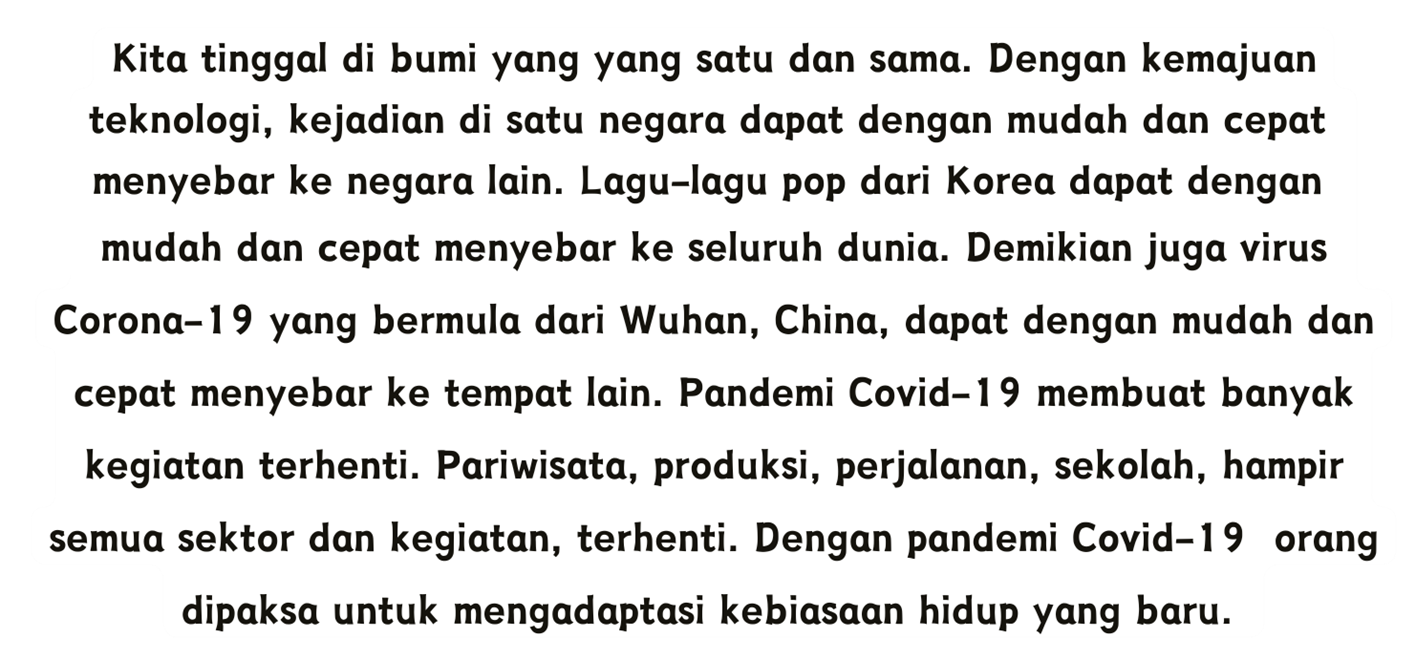 Kita tinggal di bumi yang yang satu dan sama. Dengan kemajuan
teknologi, kejadian di satu negara dapat dengan mudah dan cepat
menyebar ke negara lain. Lagu-lagu pop dari Korea dapat dengan
mudah dan cepat menyebar ke seluruh dunia. Demikian juga virus
Corona-19 yang bermula dari Wuhan, China, dapat dengan mudah dan
cepat menyebar ke tempat lain. Pandemi Covid-19 membuat banyak
kegiatan terhenti. Pariwisata, produksi, perjalanan, sekolah, hampir
semua sektor dan kegiatan, terhenti. Dengan pandemi Covid-19 orang
dipaksa untuk mengadaptasi kebiasaan hidup yang baru.